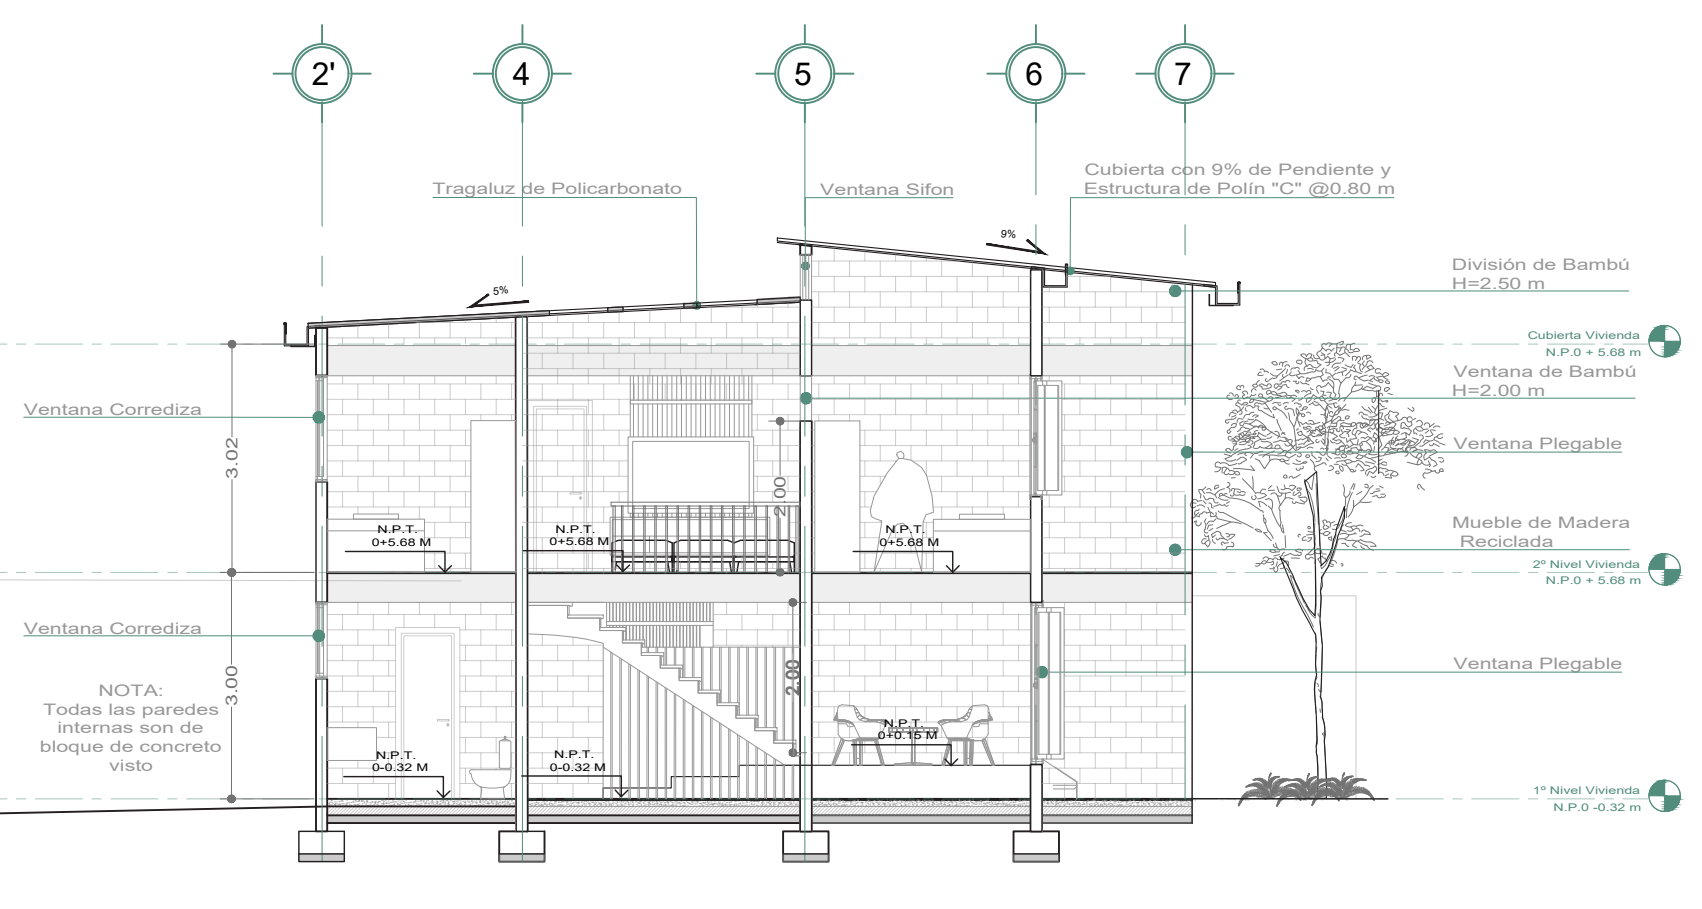 2'
4
5
6
7
Cubierta con 9% de Pendiente y
Estructura de Polín "C" @0.80 m
Tragaluz de Policarbonato
Ventana Sifon
9%
5%
División de Bambú
H=2.50 m
Cubierta Vivienda
N.P.0 + 5.68 m
Ventana de Bambú
H=2.00 m
Ventana Corrediza
Ventana Plegable
3.02
2.00
N.P.T.
0+5.68 M
N.P.T.
0+5.68 M
N.P.T.
0+5.68 M
Mueble de Madera
Reciclada
2º Nivel Vivienda
N.P.0 + 5.68 m
Ventana Corrediza
Ventana Plegable
3.00
2.00
NOTA:
Todas las paredes
internas son de
bloque de concreto
visto
N.P.T.
0+0.15 M
N.P.T.
0-0.32 M
N.P.T.
0-0.32 M
1º Nivel Vivienda
N.P.0 -0.32 m